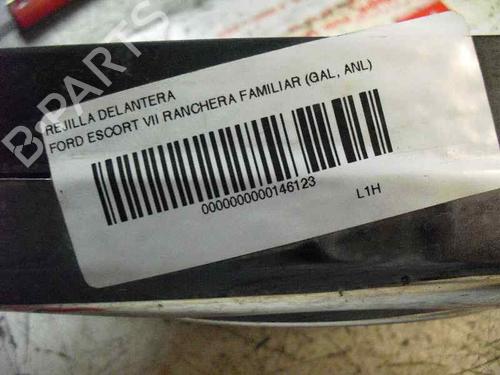 REJILLA DELANTERA
FORD ESCORT VII RANCHERA FAMILIAR (GAL, ANL)
0000000000146123
L1H
B-PARTS